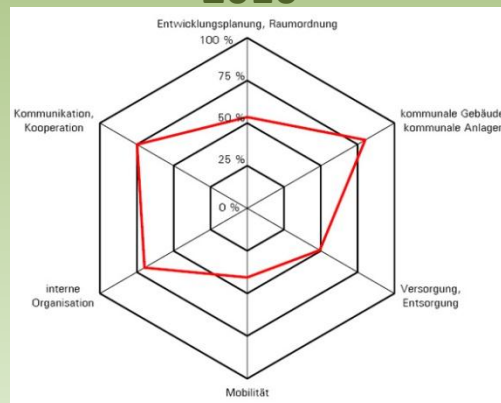 Entwicklungsplanung, Raumordnung
100 %
75 %
50 %
25 %
0 %
Kommunikation,
Kooperation
kommunale Gebäude
kommunale Anlagen
interne
Organisation
Versorgung,
Entsorgung
Mobilität